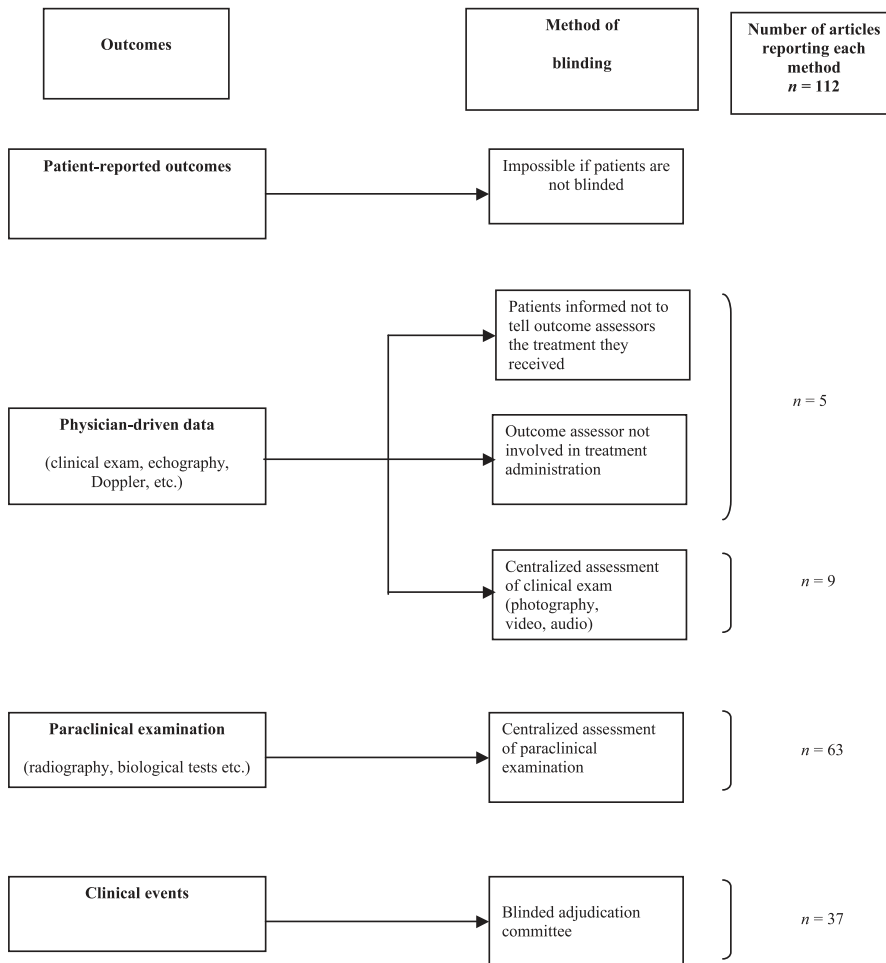 Outcomes
Method of
blinding
Number of articles
reporting each
method
n = 112
Patient-reported outcomes
Impossible if patients are
not blinded
Patients informed not to
tell outcome assessors
the treatment they
received
n = 5
Physician-driven data
(clinical exam, echography,
Doppler, etc.)
Outcome assessor not
involved in treatment
administration
Centralized assessment
of clinical exam
(photography,
video, audio)
n = 9
Paraclinical examination
(radiography, biological tests etc.)
Centralized assessment
of paraclinical
examination
n = 63
Clinical events
Blinded adjudication
committee
n = 37